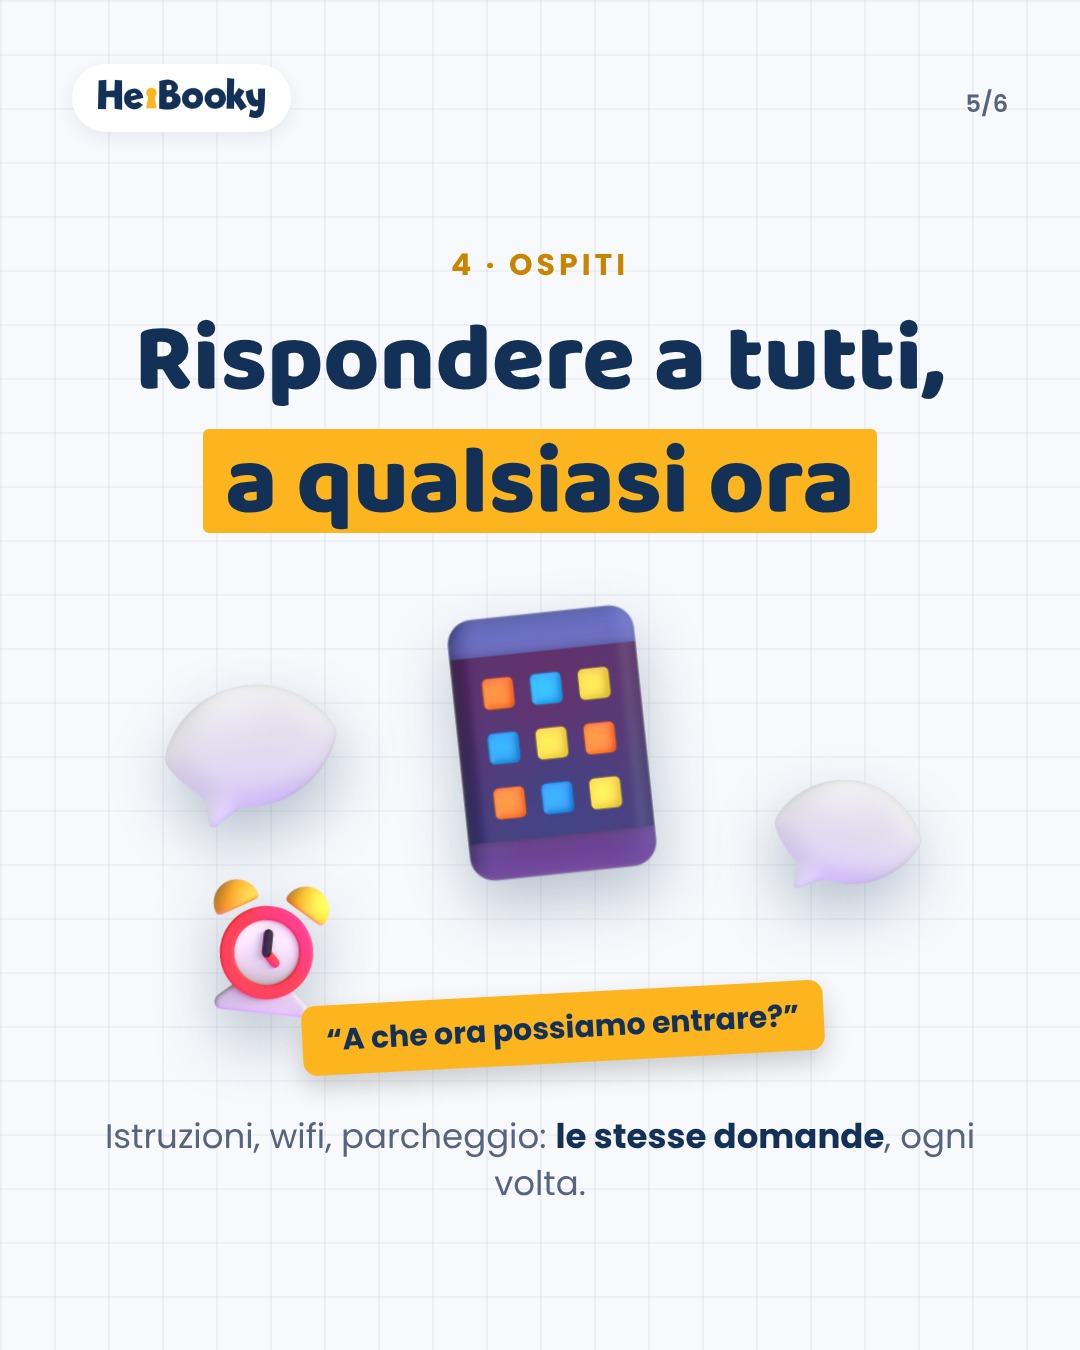 HeiBooky
5/6
4 · OSPITI
Rispondere a tutti,
a qualsiasi ora
“A che ora possiamo entrare?”
Istruzioni, wifi, parcheggio: le stesse domande, ogni
volta.